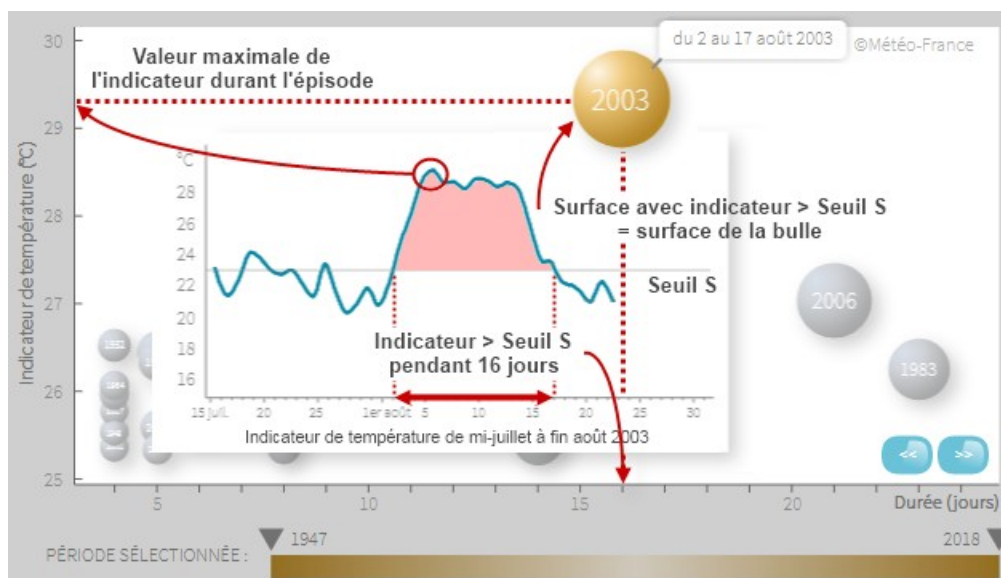 30
du 2 au 17 août 2003
©Météo-France
Valeur maximale de
l'indicateur durant l'épisode
2003
29
Indicateur de température (°C)
°C
28
Surface avec indicateur > Seuil S
= surface de la bulle
28
26
24
Seuil S
22
27
2006
20
1952
Indicateur > Seuil S
pendant 16 jours
18
1983
16
26
1964
15 juil.
20
25
1er août
5
10
15
20
25
30
Indicateur de température de mi-juillet à fin août 2003
<<
>>
25
5
10
15
20
Durée (jours)
1947
2018
PÉRIODE SÉLECTIONNÉE :